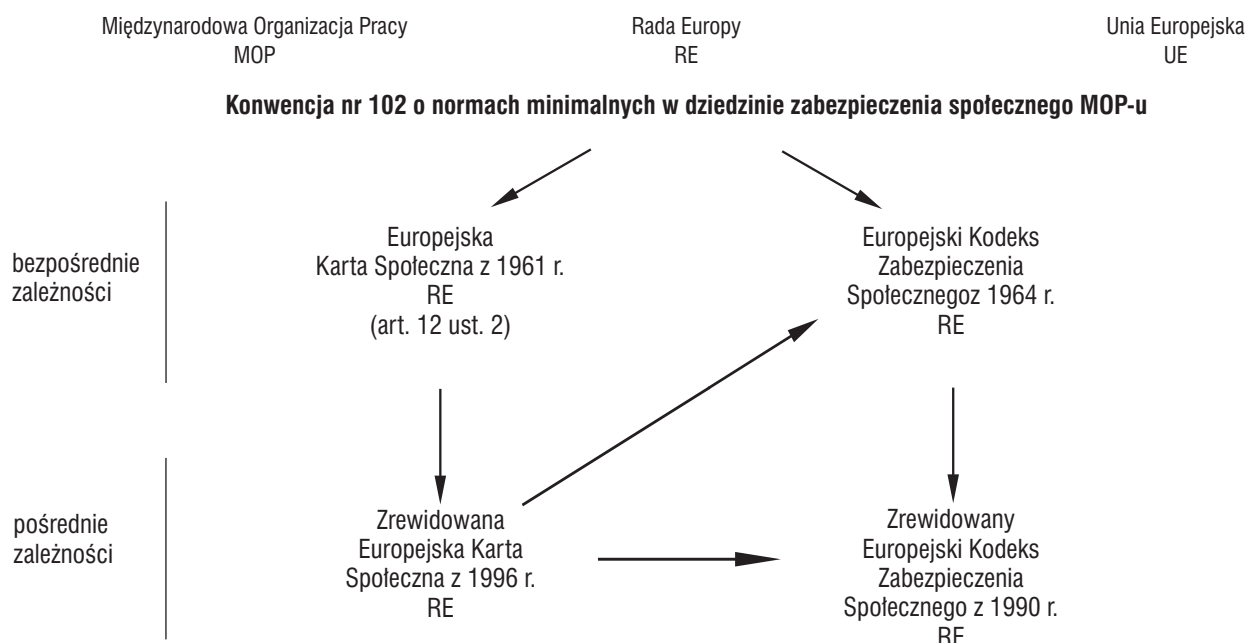 Międzynarodowa Organizacja Pracy
MOP
Rada Europy
RE
Unia Europejska
UE
Konwencja nr 102 o normach minimalnych w dziedzinie zabezpieczenia społecznego MOP-u
bezpośrednie
zależności
Europejska
Karta Społeczna z 1961 r.
RE
(art. 12 ust. 2)
Europejski Kodeks
Zabezpieczenia
Społecznegoz 1964 r.
RE
pośrednie
zależności
Zrewidowana
Europejska Karta
Społeczna z 1996 r.
RE
Zrewidowany
Europejski Kodeks
Zabezpieczenia
Społecznego z 1990 r.
RE